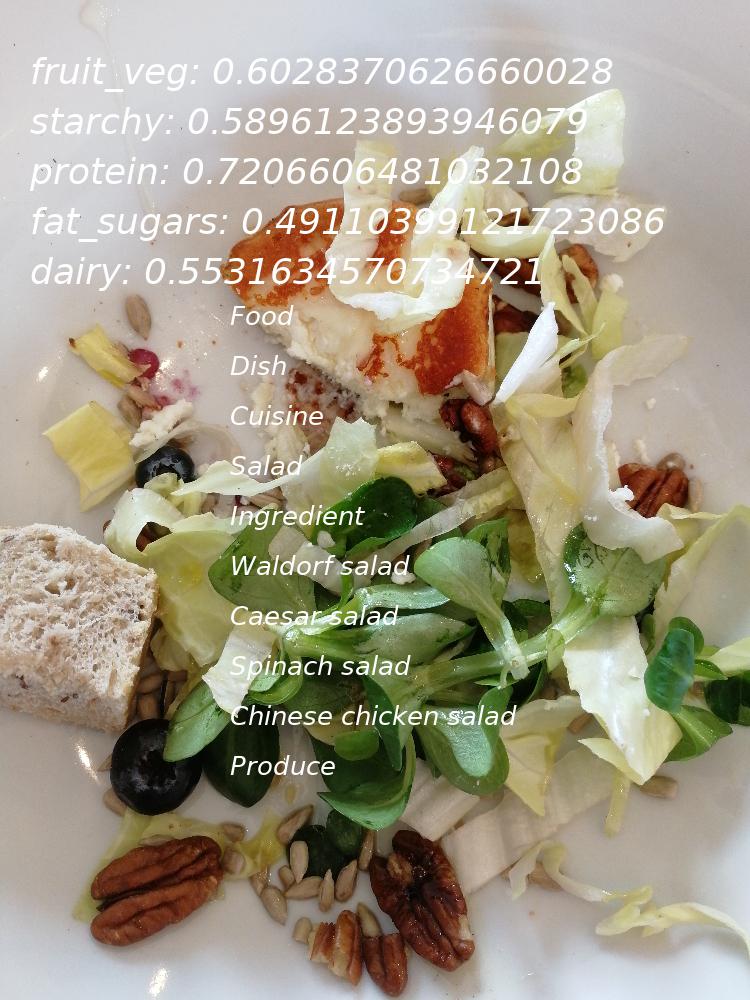 fruit_veg: 0.6028370626660028
starchy: 0.5896123893946079
protein: 0.7206606481032108
fat_sugars: 0.49110399121723086
dairy: 0.5531634570734721
Food
Dish
Cuisine
Salad
Ingredient
Waldorf salad
Caesar salad
Spinach salad
Chinese chicken salad
Produce